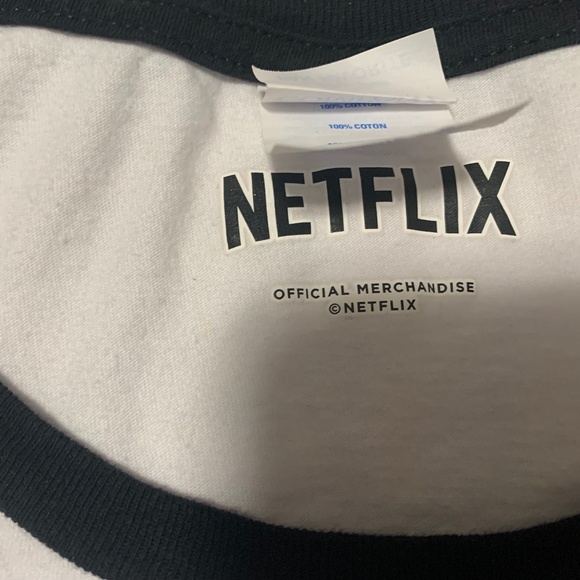 100% COTTON
100% COTON
NETFLIX
OFFICIAL MERCHANDISE
©NETFLIX